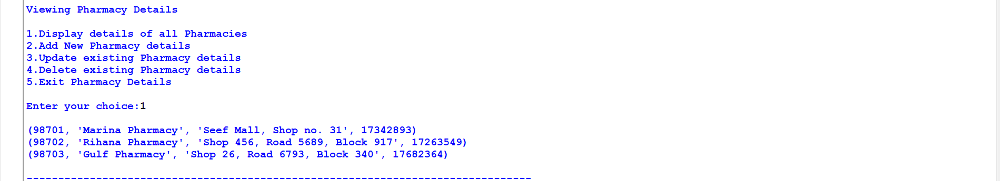 Viewing Pharmacy Details
1.Display details of all Pharmacies
2.Add New Pharmacy details
3.Update existing Pharmacy details
4.Delete existing Pharmacy details
5.Exit Pharmacy Details
Enter your choice:1
(98701, 'Marina Pharmacy', 'Seef Mall, Shop no. 31', 17342893)
(98702, 'Rihana Pharmacy', 'Shop 456, Road 5689, Block 917', 17263549)
(98703, 'Gulf Pharmacy', 'Shop 26, Road 6793, Block 340', 17682364)
--------------------------------------------------------------------------------